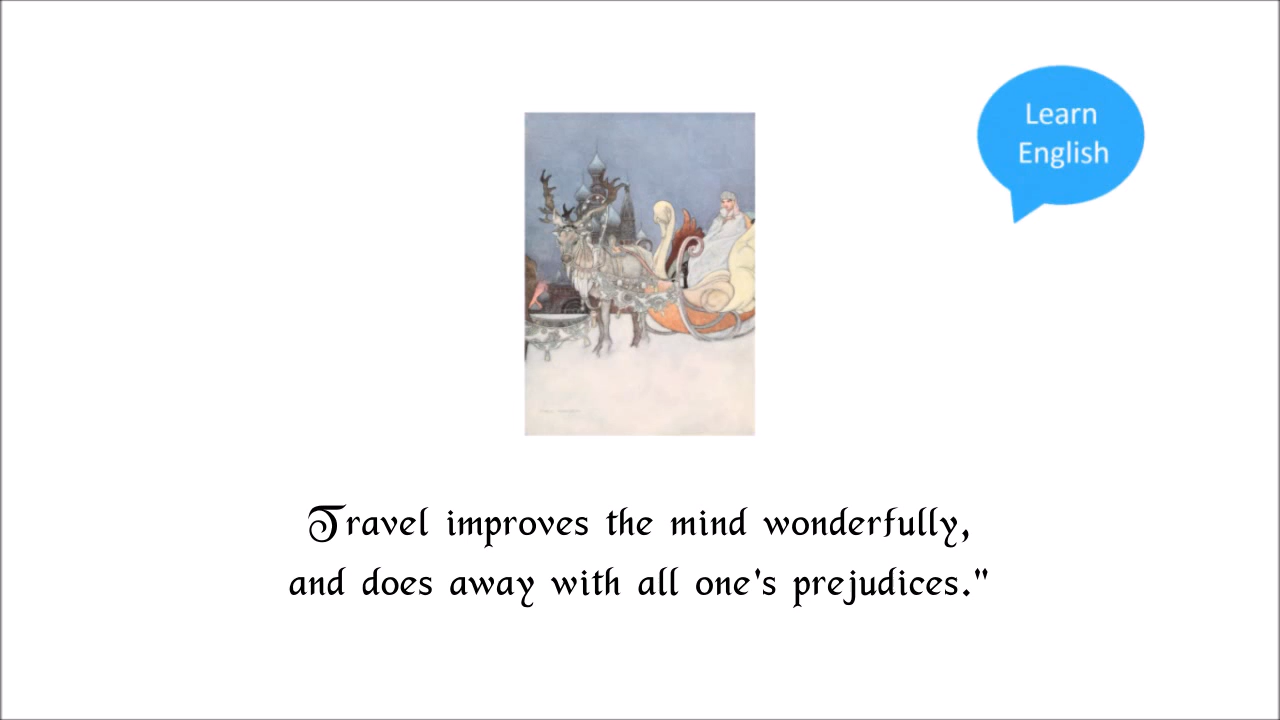 Learn
English
Travel improves the mind wonderfully,
and does away with all one's prejudices."